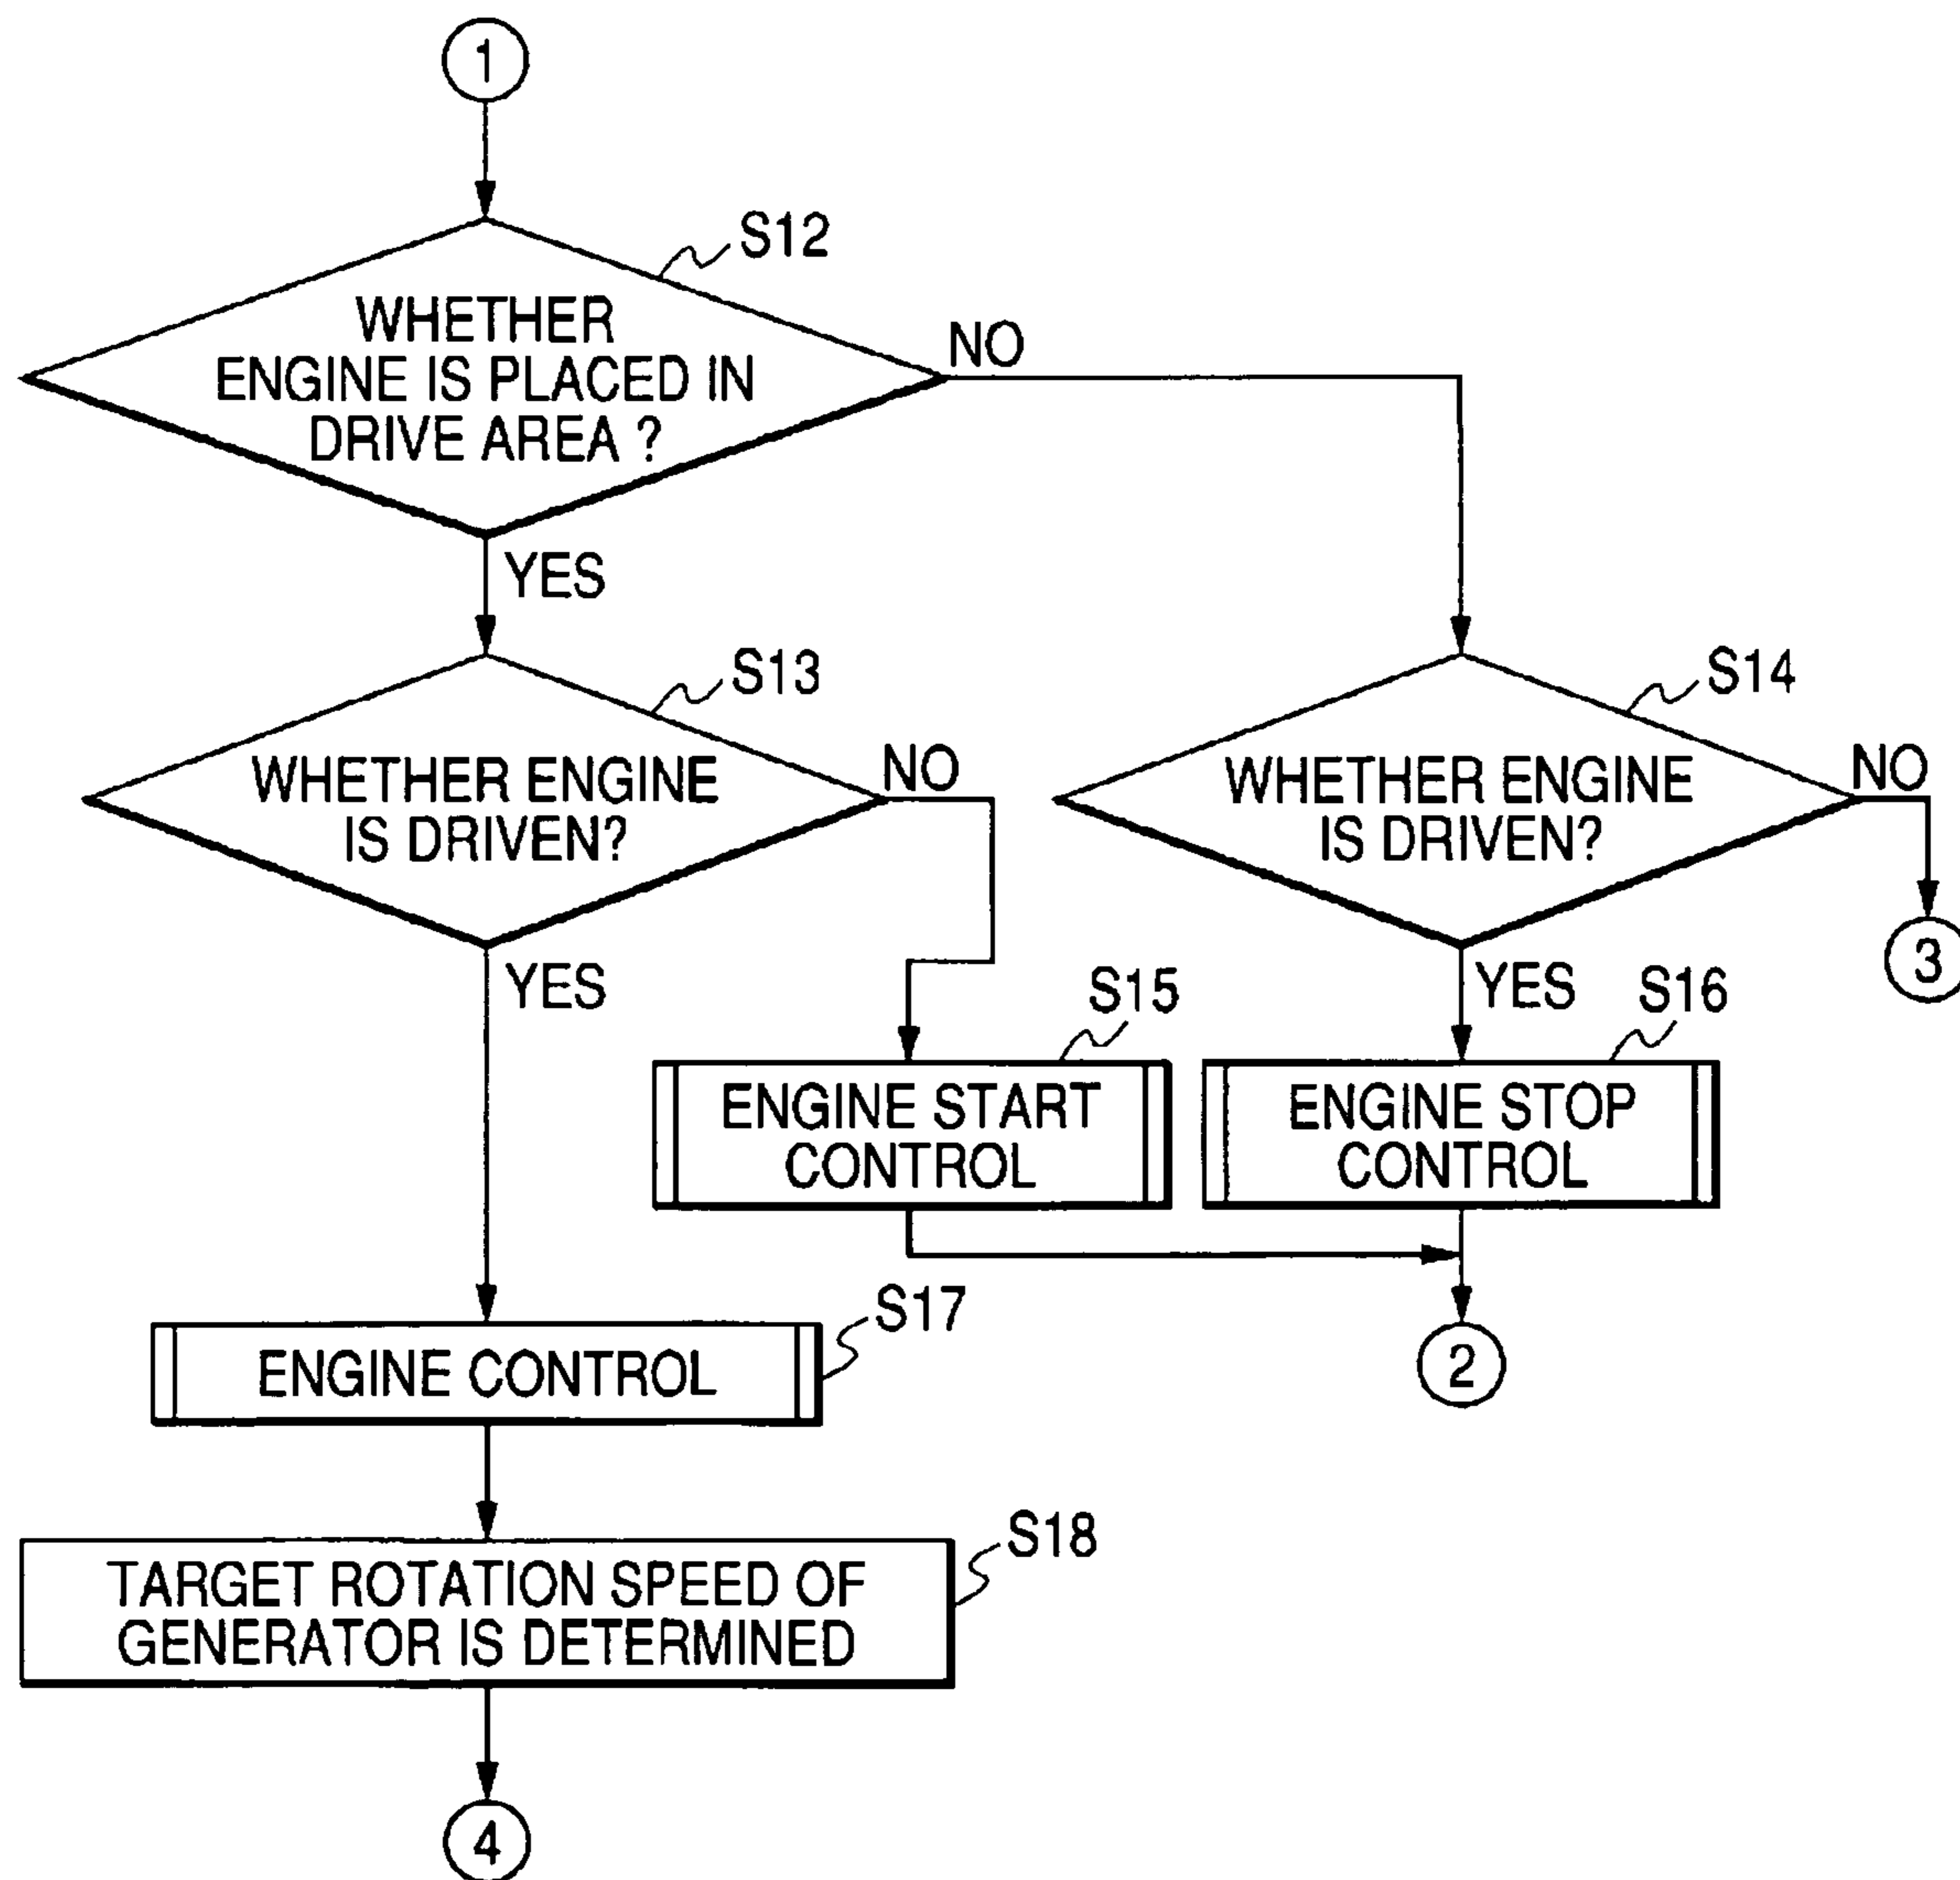 1
S12
WHETHER
ENGINE IS PLACED IN
DRIVE AREA ?
NO
YES
S13
WHETHER ENGINE
IS DRIVEN?
NO
YES
S14
WHETHER ENGINE
IS DRIVEN?
NO
3
YES
S15
ENGINE START
CONTROL
S16
ENGINE STOP
CONTROL
2
S17
ENGINE CONTROL
S18
TARGET ROTATION SPEED OF
GENERATOR IS DETERMINED
4